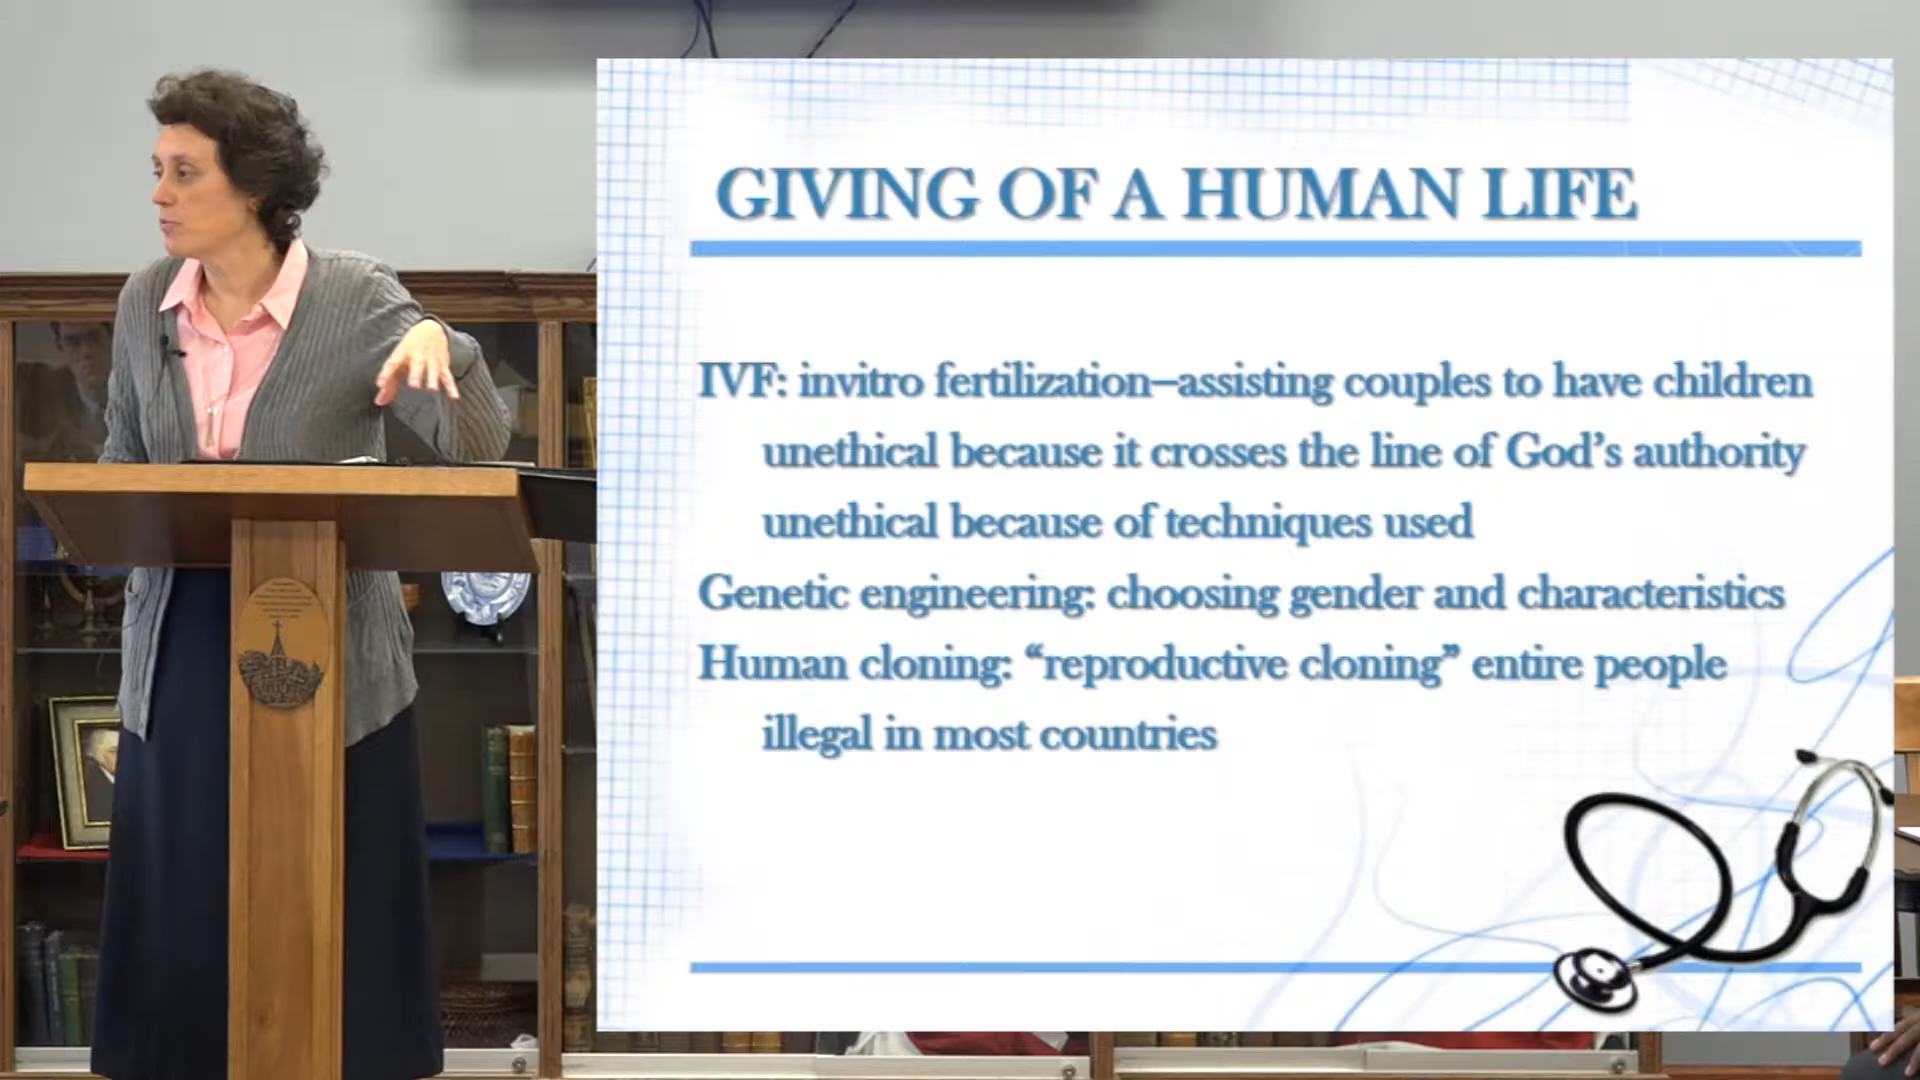 GIVING OF A HUMAN LIFE
IVF: invitro fertilization–assisting couples to have children
unethical because it crosses the line of God’s authority
unethical because of techniques used
Genetic engineering: choosing gender and characteristics
Human cloning: “reproductive cloning” entire people
illegal in most countries